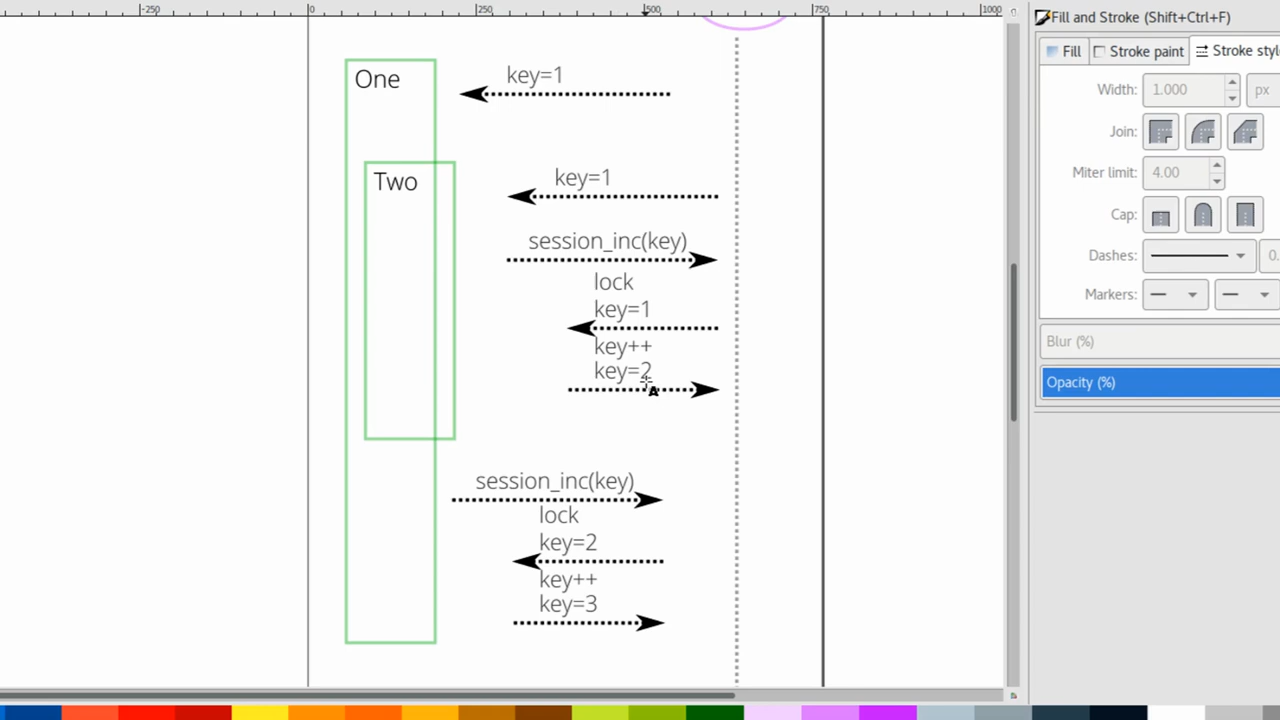 -250
0
250
500
750
1000
Fill and Stroke (Shift+Ctrl+F)
Fill
Stroke paint
Stroke style
Width:
1.000
px
Join:
Miter limit:
4.00
Cap:
Dashes:
0.
Markers:
Blur (%)
Opacity (%)
One
key=1
Two
key=1
session_inc(key)
lock
key=1
key++
key=2
session_inc(key)
lock
key=2
key++
key=3